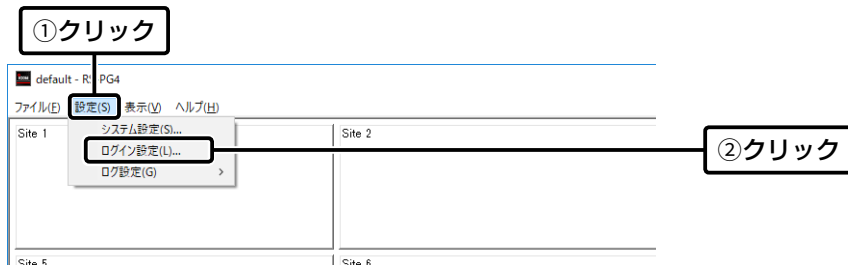 ①クリック
default - RS-PG4
ファイル(F) 設定(S) 表示(V) ヘルプ(H)
システム設定(S)...
ログイン設定(L)...
ログ設定(G) >
②クリック
Site 1 Site 2
Site 5 Site 6